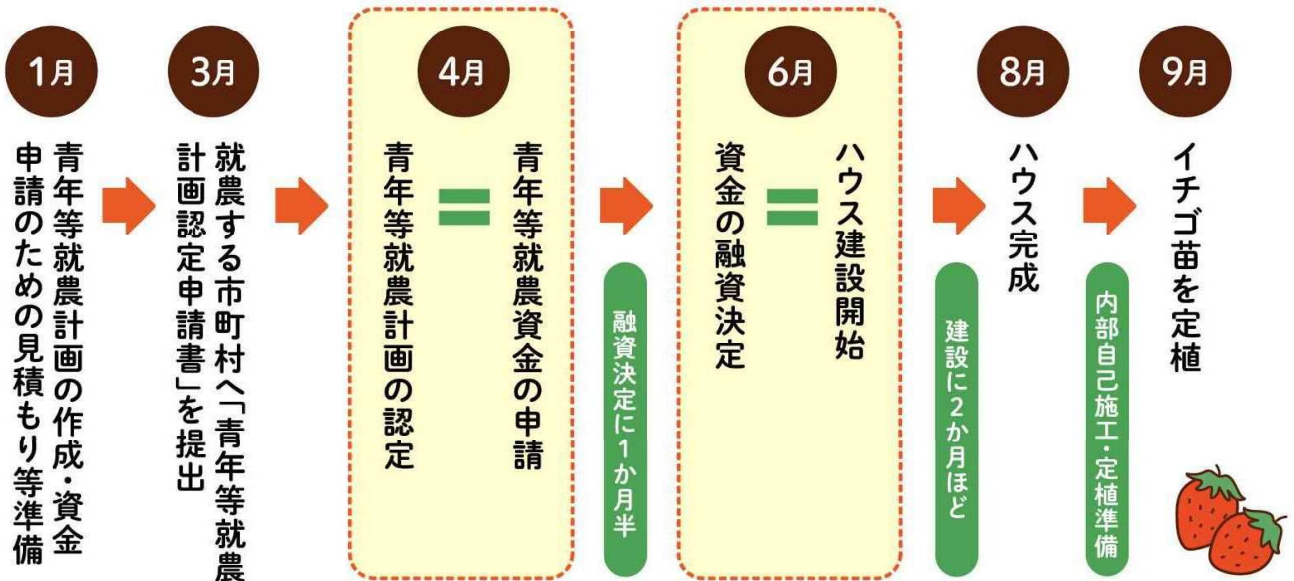 1月
青年等就農計画の作成・資金
申請のための見積もり等準備
3月
就農する市町村へ「青年等就農
計画認定申請書」を提出
4月
青年等就農計画の認定
=
青年等就農資金の申請
融資決定に1か月半
6月
資金の融資決定
=
ハウス建設開始
建設に2か月ほど
8月
ハウス完成
内部自己施工・定植準備
9月
イチゴ苗を定植